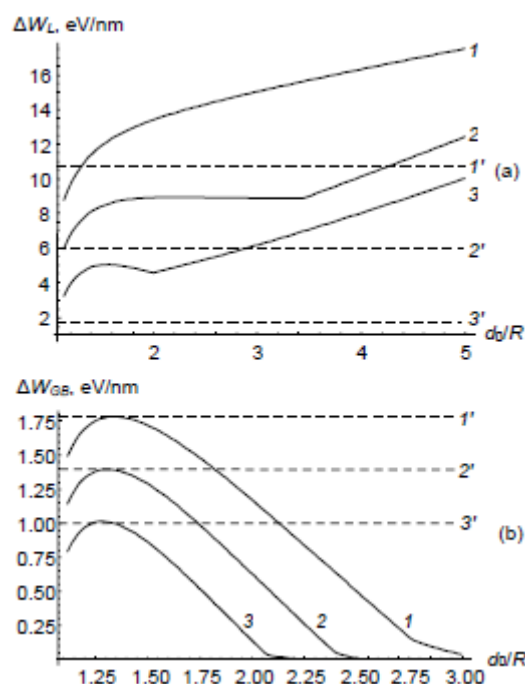 ΔW_L, eV/nm
1
16
14
2
12
1' (a)
10
3
8
6
2'
4
2
3'
d₀/R
2 3 4 5
ΔW_GB, eV/nm
1.75
1'
1.50
2'
1.25
1.00
3'
(b)
0.75
0.50
0.25
3 2 1
d₀/R
1.25 1.50 1.75 2.00 2.25 2.50 2.75 3.00